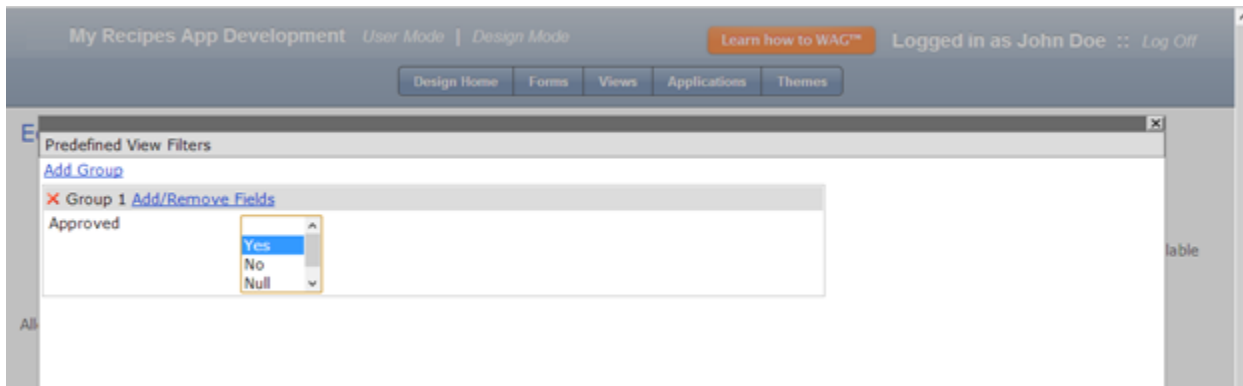 My Recipes App Development User Mode | Design Mode Learn how to WAG™ Logged in as John Doe :: Log Off
Design Home Forms Views Applications Themes
Predefined View Filters
Add Group
Group 1 Add/Remove Fields
Approved
Yes
No
Null